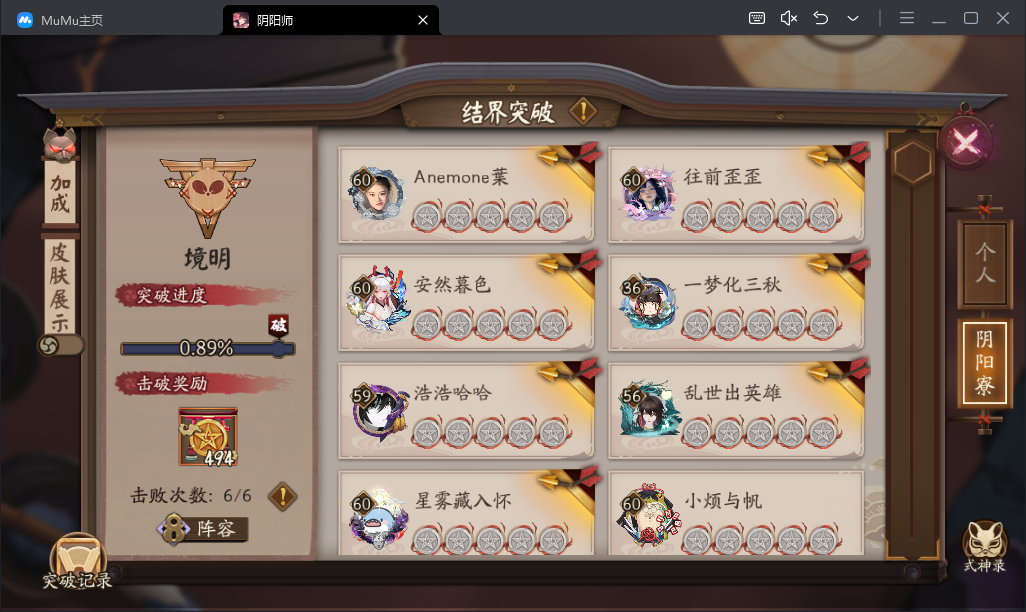 MuMu主页
阴阳师
结界突破
加成
皮肤展示
境明
突破进度
破
0.89%
击破奖励
494
击败次数: 6/6
阵容
突破记录
60
Anemone葉
60
往前歪歪
60
安然暮色
36
一梦化三秋
59
浩浩哈哈
56
乱世出英雄
60
星雾藏入怀
60
小烦与帆
个人
阴阳寮
式神录